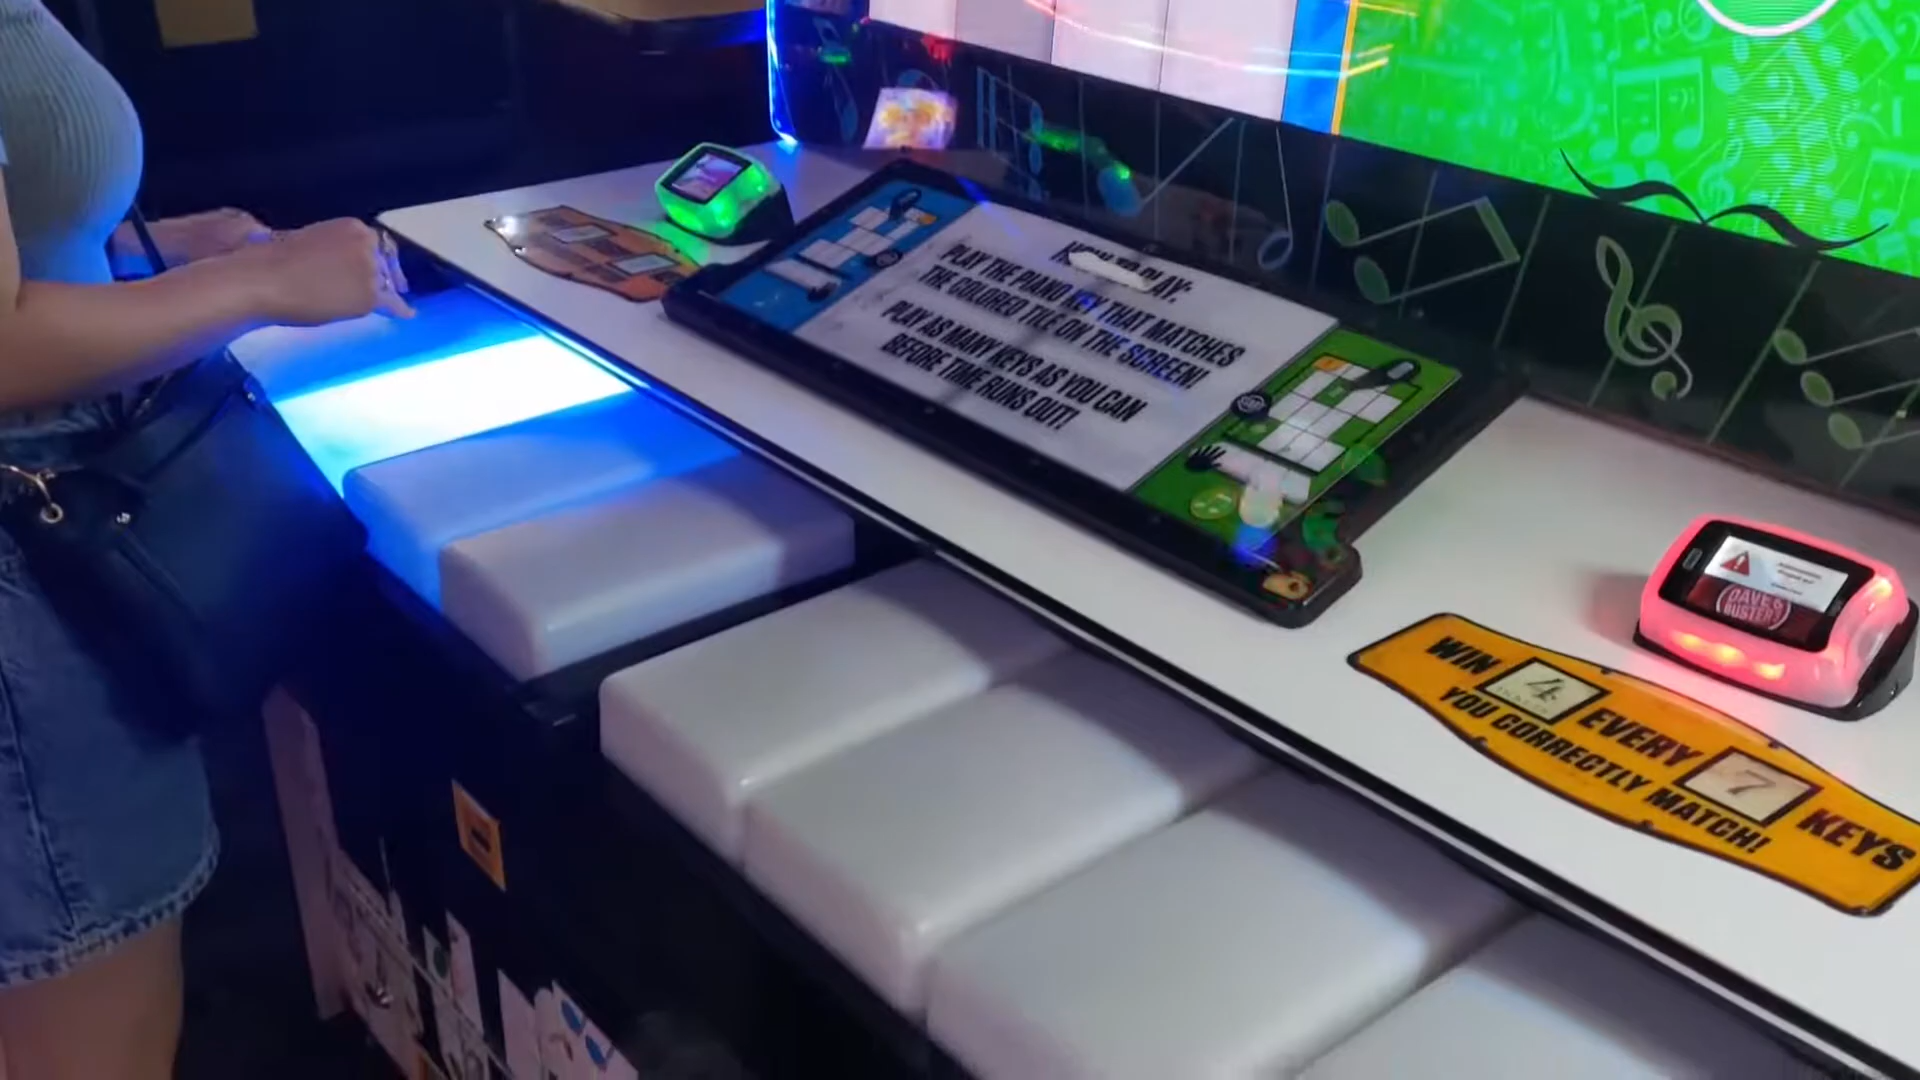 HOW TO PLAY:
PLAY THE PIANO KEY THAT MATCHES
THE COLORED TILE ON THE SCREEN!
PLAY AS MANY KEYS AS YOU CAN
BEFORE TIME RUNS OUT!
DAVE &
BUSTER'S
WIN 4 EVERY 7 KEYS
YOU CORRECTLY MATCH!